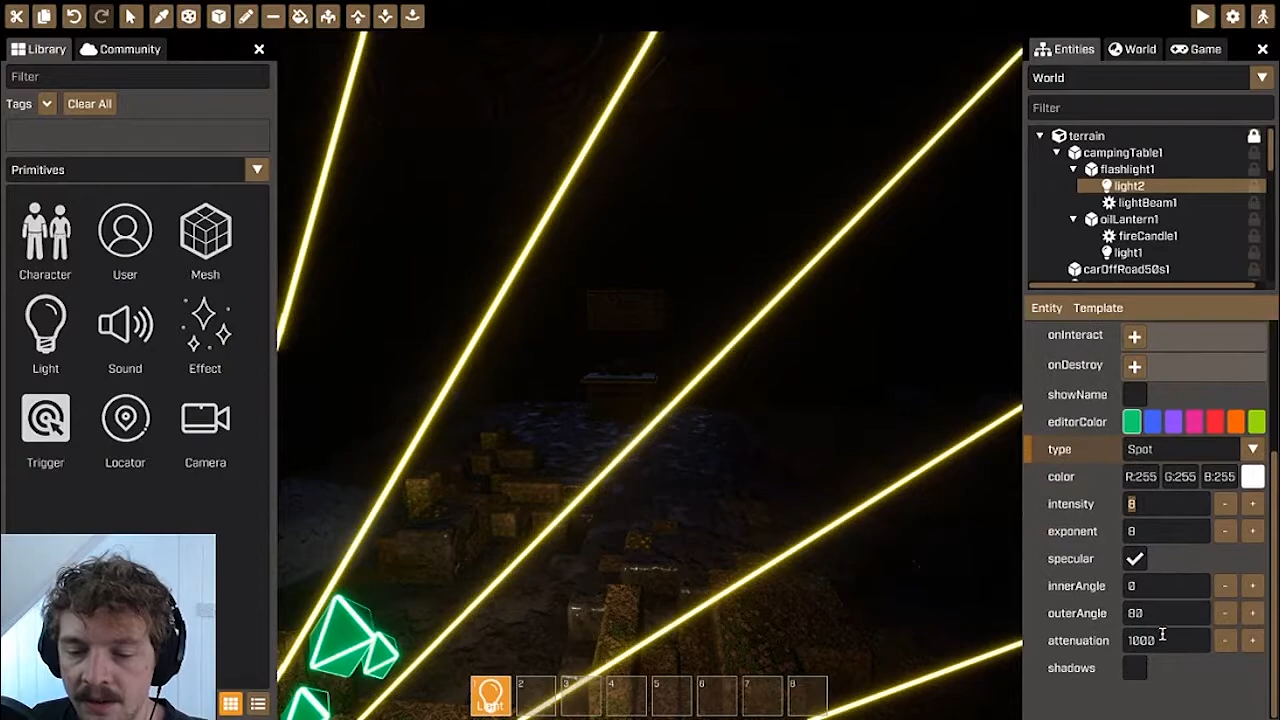 Library
Community
Filter
Tags
Clear All
Primitives
Character
User
Mesh
Light
Sound
Effect
Trigger
Locator
Camera
Light
2
3
4
5
6
7
8
Entities
World
Game
World
Filter
terrain
campingTable1
flashlight1
light2
lightBeam1
oilLantern1
fireCandle1
light1
carOffRoad50s1
Entity
Template
onInteract
onDestroy
showName
editorColor
type
Spot
color
R:255
G:255
B:255
intensity
8
exponent
8
specular
innerAngle
0
outerAngle
80
attenuation
1000
shadows